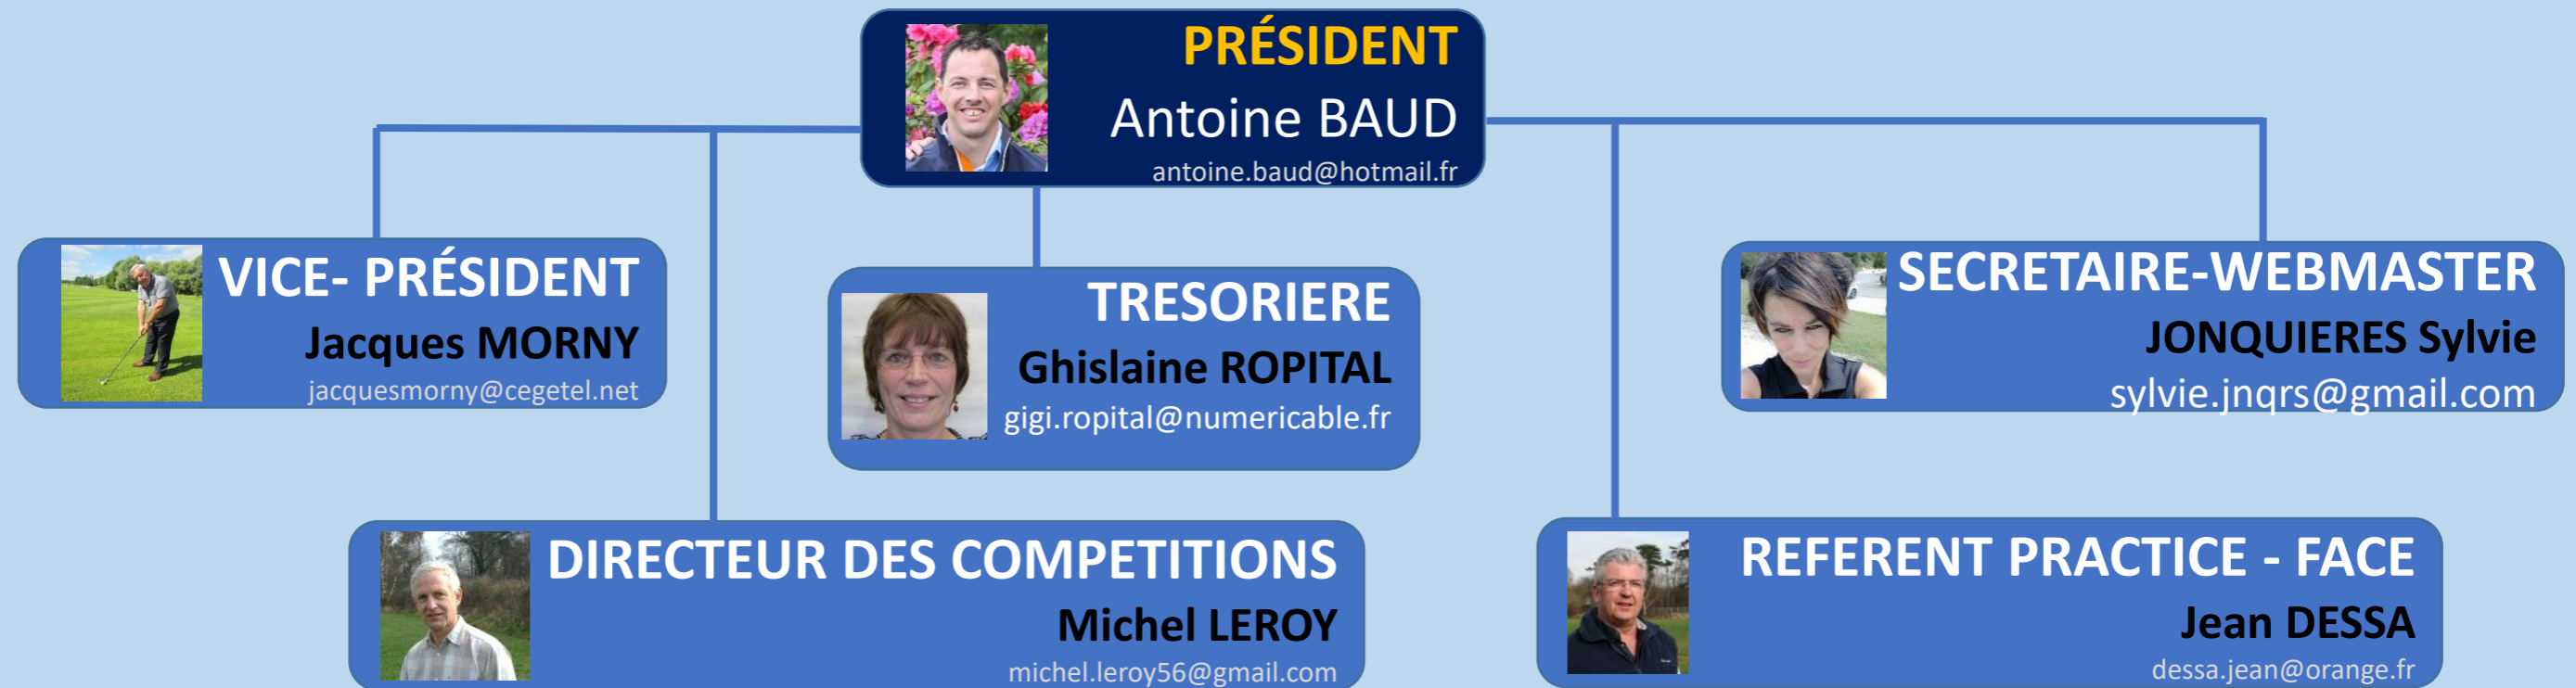 PRÉSIDENT
Antoine BAUD
antoine.baud@hotmail.fr
VICE- PRÉSIDENT
Jacques MORNY
jacquesmorny@cegetel.net
TRESORIERE
Ghislaine ROPITAL
gigi.ropital@numericable.fr
SECRETAIRE-WEBMASTER
JONQUIERES Sylvie
sylvie.jnqrs@gmail.com
DIRECTEUR DES COMPETITIONS
Michel LEROY
michel.leroy56@gmail.com
REFERENT PRACTICE - FACE
Jean DESSA
dessa.jean@orange.fr